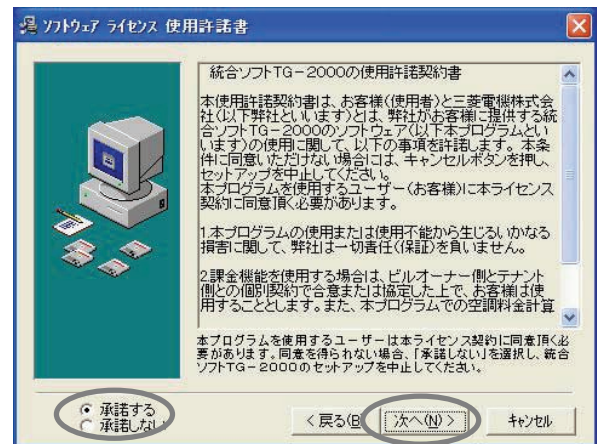 ソフトウェア ライセンス 使用許諾書
統合ソフトTG-2000の使用許諾契約書
本使用許諾契約書は、お客様(使用者)と三菱電機株式会
社(以下弊社といいます)とは、弊社がお客様に提供する統
合ソフトTG-2000のソフトウェア(以下本プログラムとい
います)の使用に関して、以下の事項を許諾します。本条
件に同意いただけない場合には、キャンセルボタンを押し、
セットアップを中止してください。
本プログラムを使用するユーザー(お客様)に本ライセンス
契約に同意頂く必要があります。
1.本プログラムの使用または使用不能から生じるいかなる
損害に関して、弊社は一切責任(保証)を負いません。
2.課金機能を使用する場合は、ビルオーナー側とテナント
側との個別契約で合意または協定した上で、お客様は使
用することとします。また、本プログラムでの空調料金計算
本プログラムを使用するユーザーは本ライセンス契約に同意頂く必
要があります。同意を得られない場合、「承諾しない」を選択し、統合
ソフトTG-2000のセットアップを中止してください。
承諾する
承諾しない
< 戻る(B
次へ(N) >
キャンセル